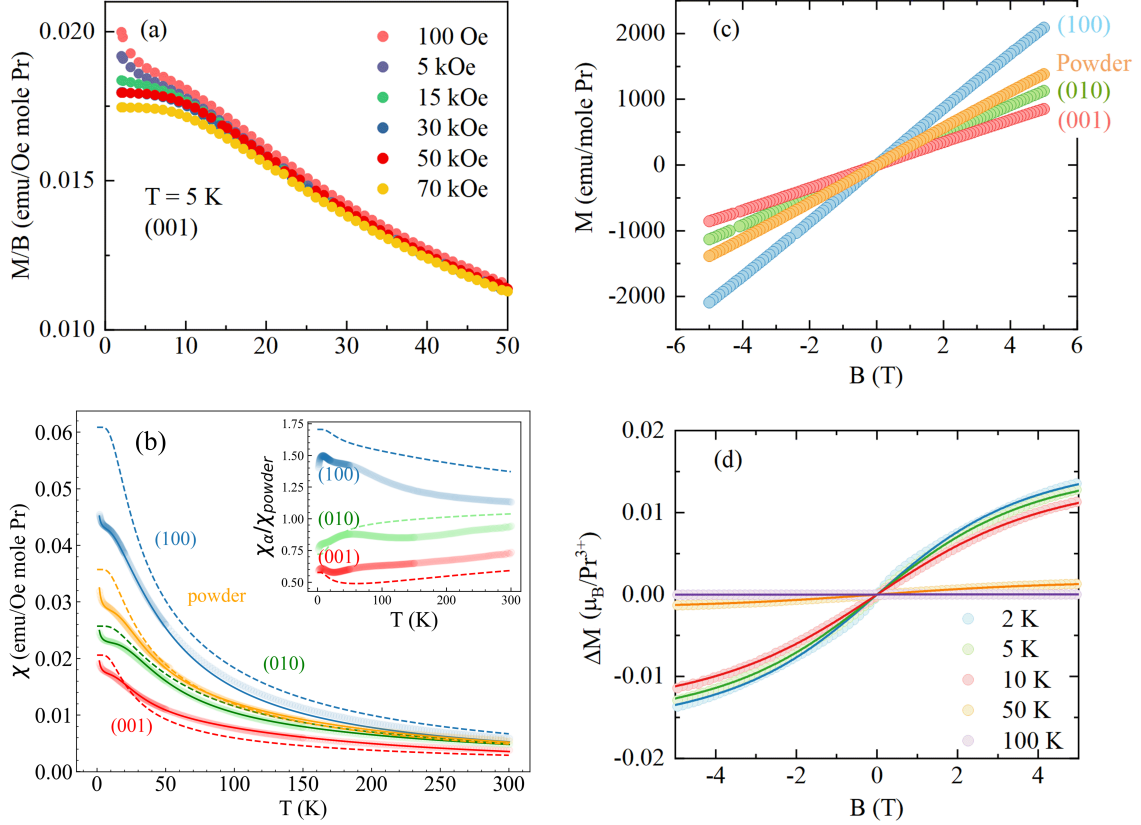 (a)
0.020
0.015
0.010
M/B (emu/Oe mole Pr)
100 Oe
5 kOe
15 kOe
30 kOe
50 kOe
70 kOe
T = 5 K
(001)
0 10 20 30 40 50
(c)
2000
1000
0
-1000
-2000
M (emu/mole Pr)
(100)
Powder
(010)
(001)
-6 -4 -2 0 2 4 6
B (T)
(b)
0.06
0.05
0.04
0.03
0.02
0.01
0.00
χ (emu/Oe mole Pr)
(100)
powder
(010)
(001)
0 50 100 150 200 250 300
T (K)
1.75
1.50
1.25
1.00
0.75
0.50
χα/χpowder
(100)
(010)
(001)
0 100 200 300
T (K)
(d)
0.02
0.01
0.00
-0.01
-0.02
ΔM (μB/Pr³⁺)
2 K
5 K
10 K
50 K
100 K
-4 -2 0 2 4
B (T)